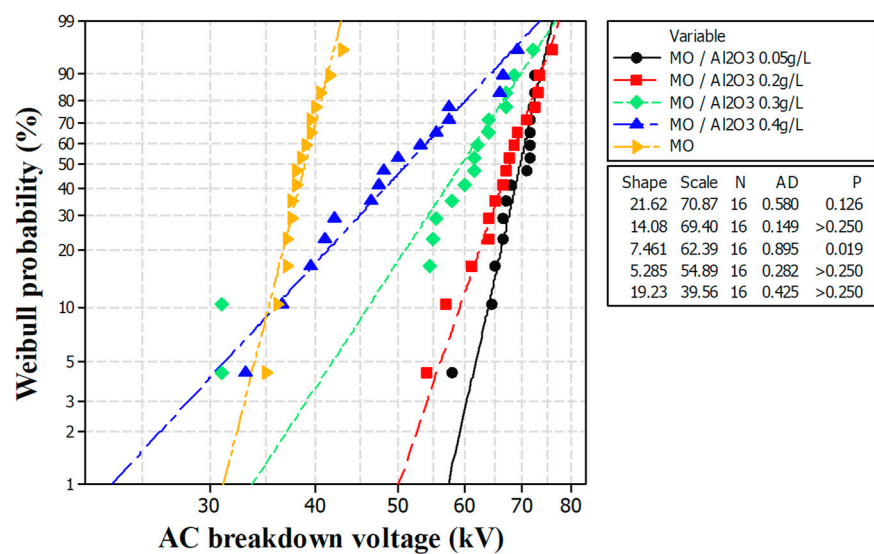 99
90
80
70
60
50
40
30
20
10
5
3
2
1
Weibull probability (%)
30 40 50 60 70 80
AC breakdown voltage (kV)
Variable
MO / Al2O3 0.05g/L
MO / Al2O3 0.2g/L
MO / Al2O3 0.3g/L
MO / Al2O3 0.4g/L
MO
Shape Scale N AD P
21.62 70.87 16 0.580 0.126
14.08 69.40 16 0.149 >0.250
7.461 62.39 16 0.895 0.019
5.285 54.89 16 0.282 >0.250
19.23 39.56 16 0.425 >0.250